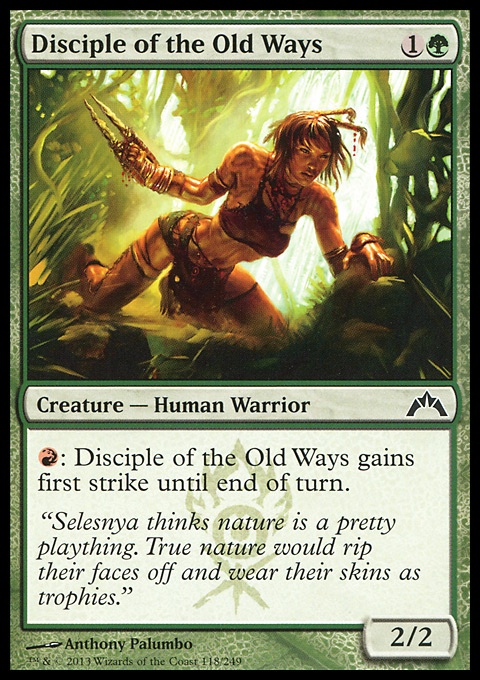 Disciple of the Old Ways 1
Creature — Human Warrior
: Disciple of the Old Ways gains
first strike until end of turn.
“Selesnya thinks nature is a pretty
plaything. True nature would rip
their faces off and wear their skins as
trophies.”
Anthony Palumbo
2/2
™ & © 2013 Wizards of the Coast 118/249